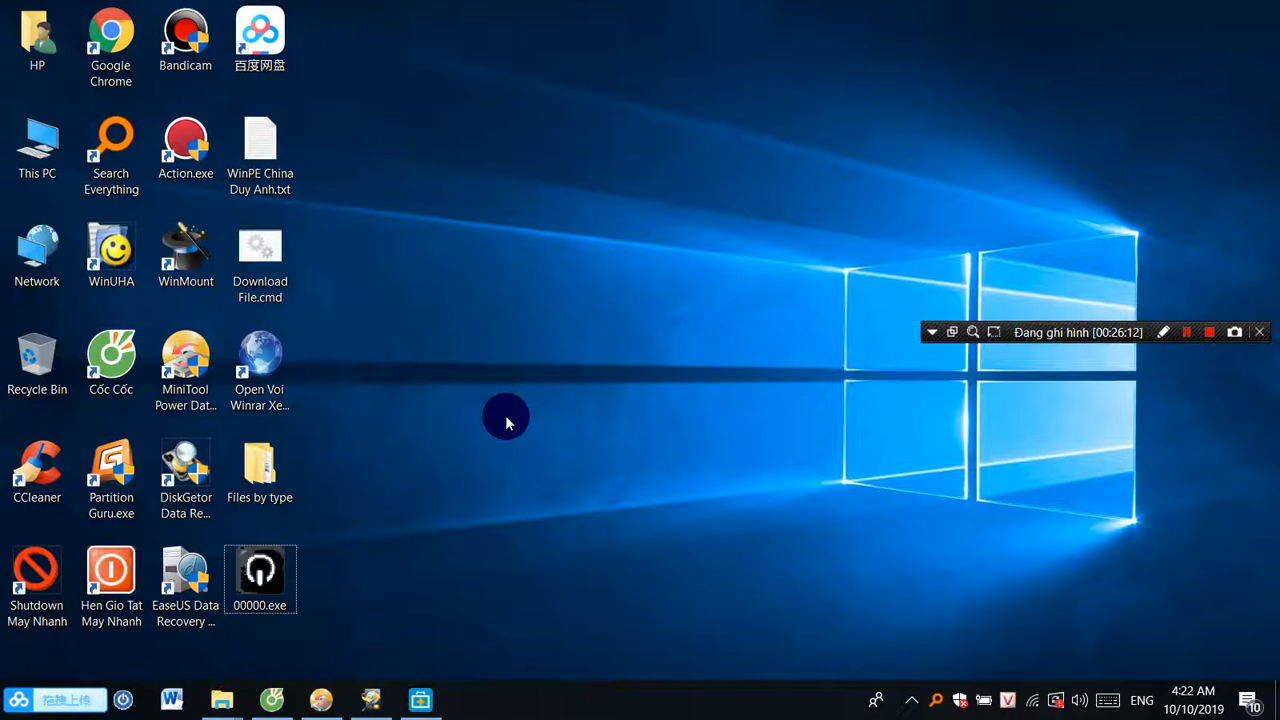 HP
Google
Chrome
Bandicam
百度网盘
This PC
Search
Everything
Action.exe
WinPE China
Duy Anh.txt
Network
WinUHA
WinMount
Download
File.cmd
Đang ghi hình [00:26:12]
Recycle Bin
Cốc Cốc
MiniTool
Power Dat...
Open Voi
Winrar Xe...
CCleaner
Partition
Guru.exe
DiskGetor
Data Re...
Files by type
Shutdown
May Nhanh
Hen Gio Tat
May Nhanh
EaseUS Data
Recovery ...
00000.exe
拖拽上传
ENG
4:22 AM
10/10/2019
10